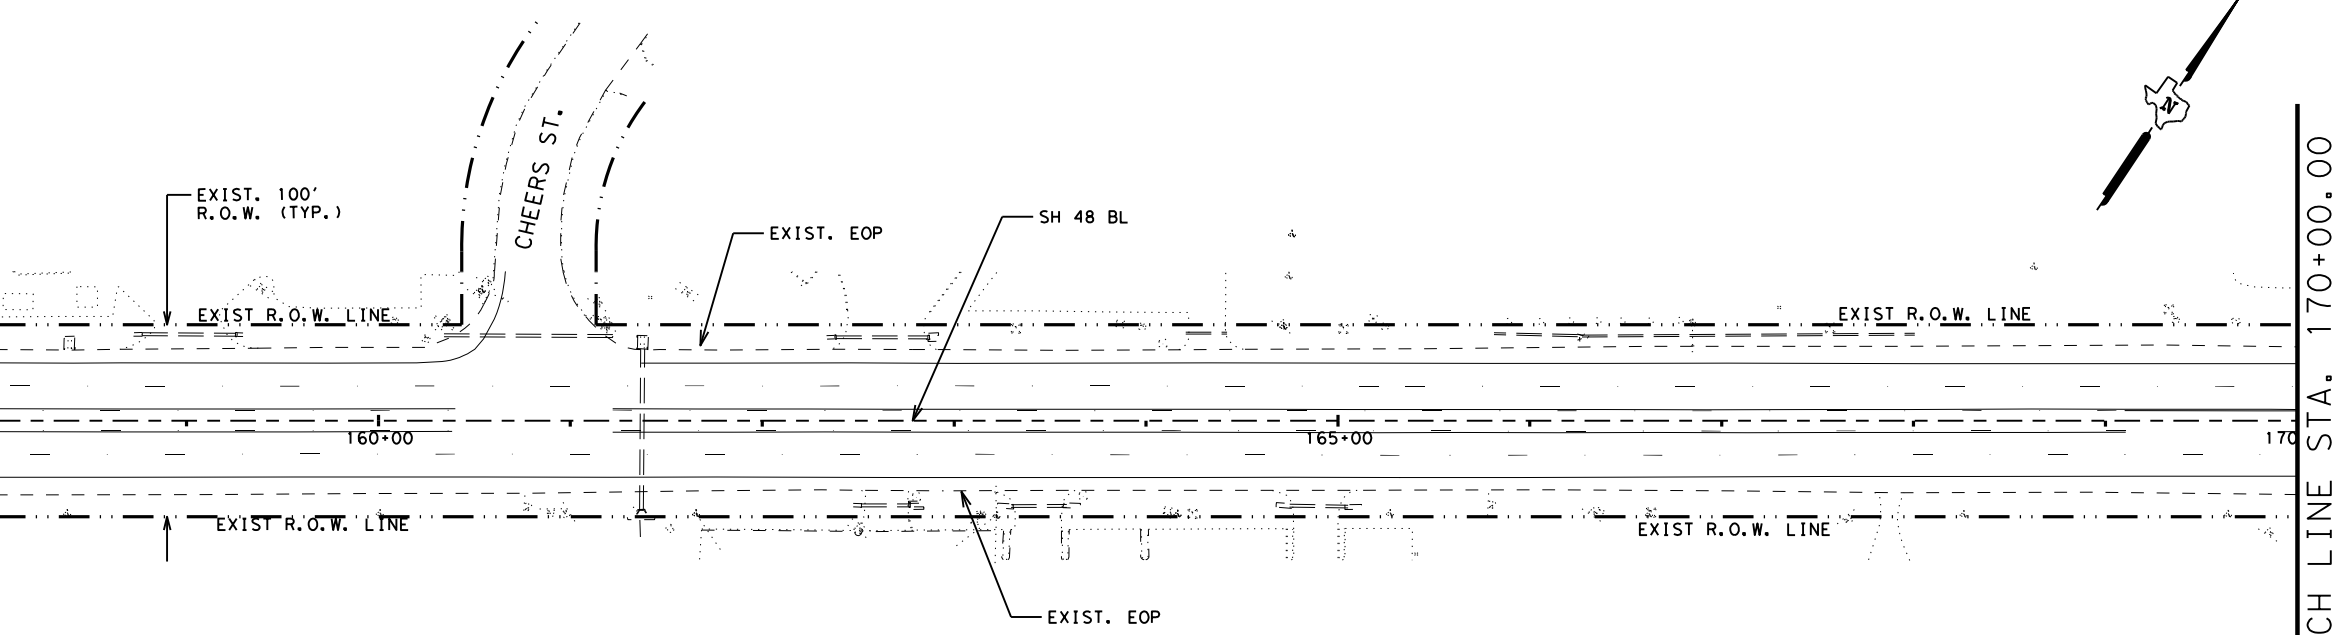 CHEERS ST.
EXIST. 100'
R.O.W. (TYP.)
EXIST. EOP
SH 48 BL
N
EXIST R.O.W. LINE
EXIST R.O.W. LINE
160+00
165+00
170
EXIST R.O.W. LINE
EXIST R.O.W. LINE
EXIST. EOP
CH LINE STA. 170+00.00